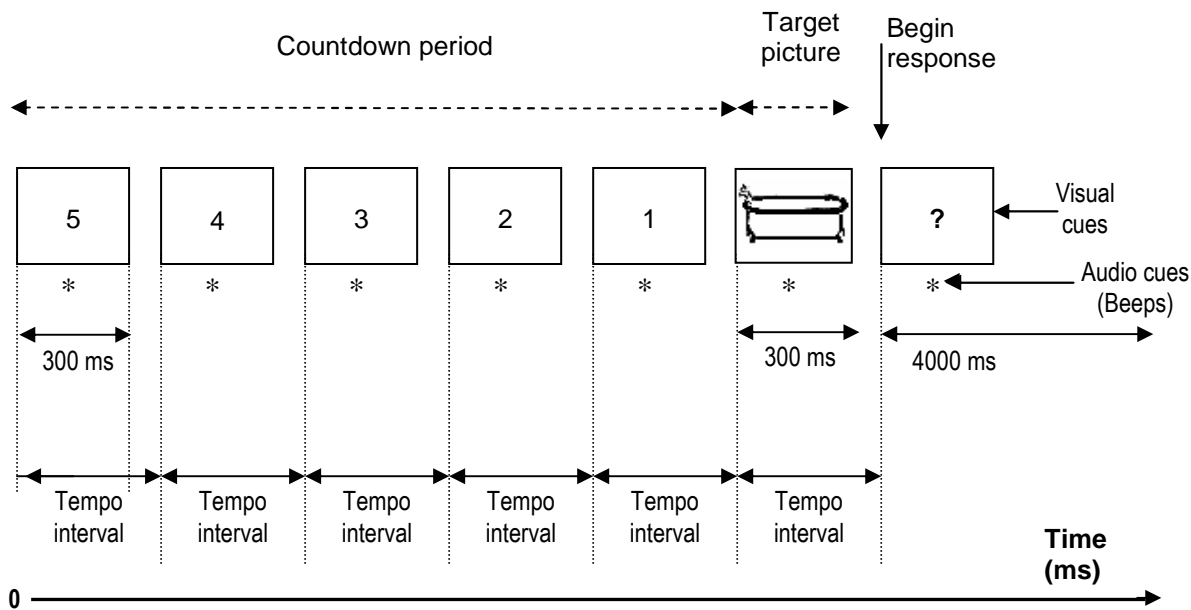 Countdown period
Target
picture
Begin
response
5
4
3
2
1
?
Visual
cues
*
*
*
*
*
*
*
Audio cues
(Beeps)
300 ms
300 ms
4000 ms
Tempo
interval
Tempo
interval
Tempo
interval
Tempo
interval
Tempo
interval
Tempo
interval
Time
(ms)
0